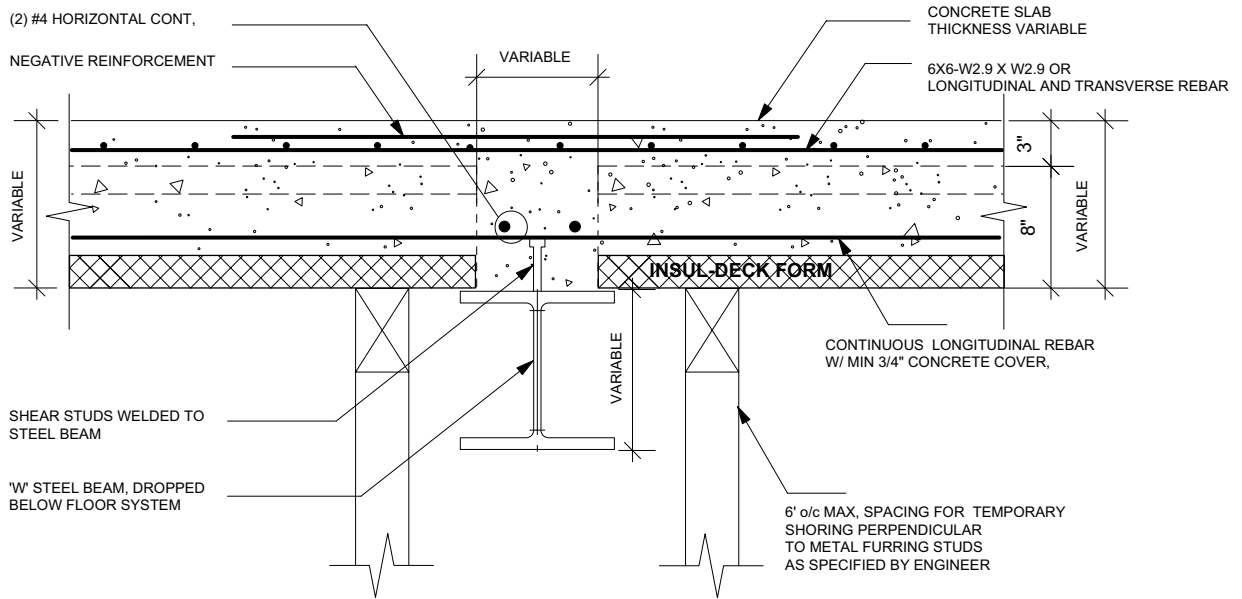 (2) #4 HORIZONTAL CONT,
NEGATIVE REINFORCEMENT
VARIABLE
CONCRETE SLAB
THICKNESS VARIABLE
6X6-W2.9 X W2.9 OR
LONGITUDINAL AND TRANSVERSE REBAR
VARIABLE
3"
8"
VARIABLE
INSUL-DECK FORM
VARIABLE
CONTINUOUS LONGITUDINAL REBAR
W/ MIN 3/4" CONCRETE COVER,
SHEAR STUDS WELDED TO
STEEL BEAM
'W' STEEL BEAM, DROPPED
BELOW FLOOR SYSTEM
6' o/c MAX, SPACING FOR TEMPORARY
SHORING PERPENDICULAR
TO METAL FURRING STUDS
AS SPECIFIED BY ENGINEER